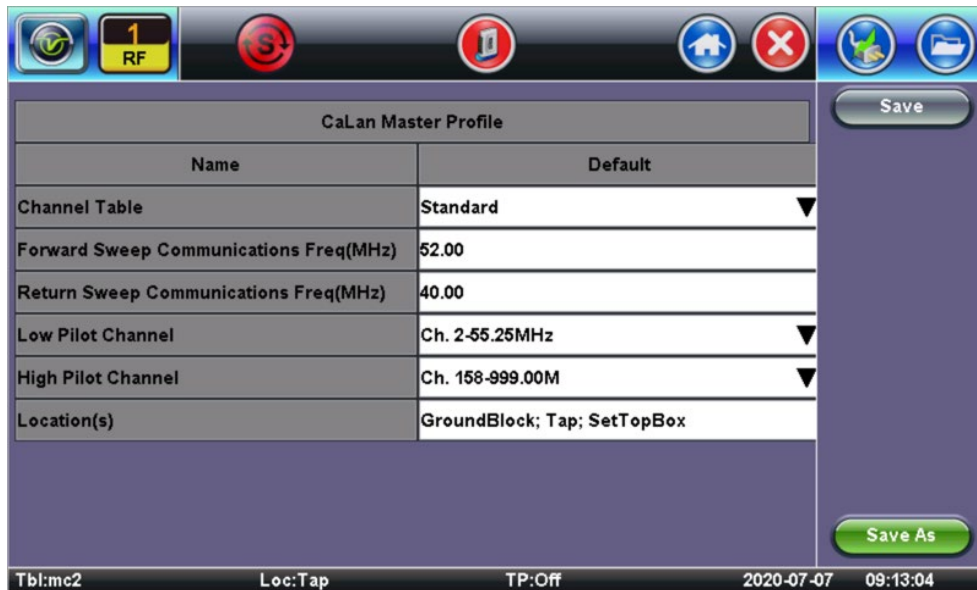 1
RF
S
Save
CaLan Master Profile
Name Default
Channel Table Standard
Forward Sweep Communications Freq(MHz) 52.00
Return Sweep Communications Freq(MHz) 40.00
Low Pilot Channel Ch. 2-55.25MHz
High Pilot Channel Ch. 158-999.00M
Location(s) GroundBlock; Tap; SetTopBox
Save As
Tbl:mc2 Loc:Tap TP:Off 2020-07-07 09:13:04